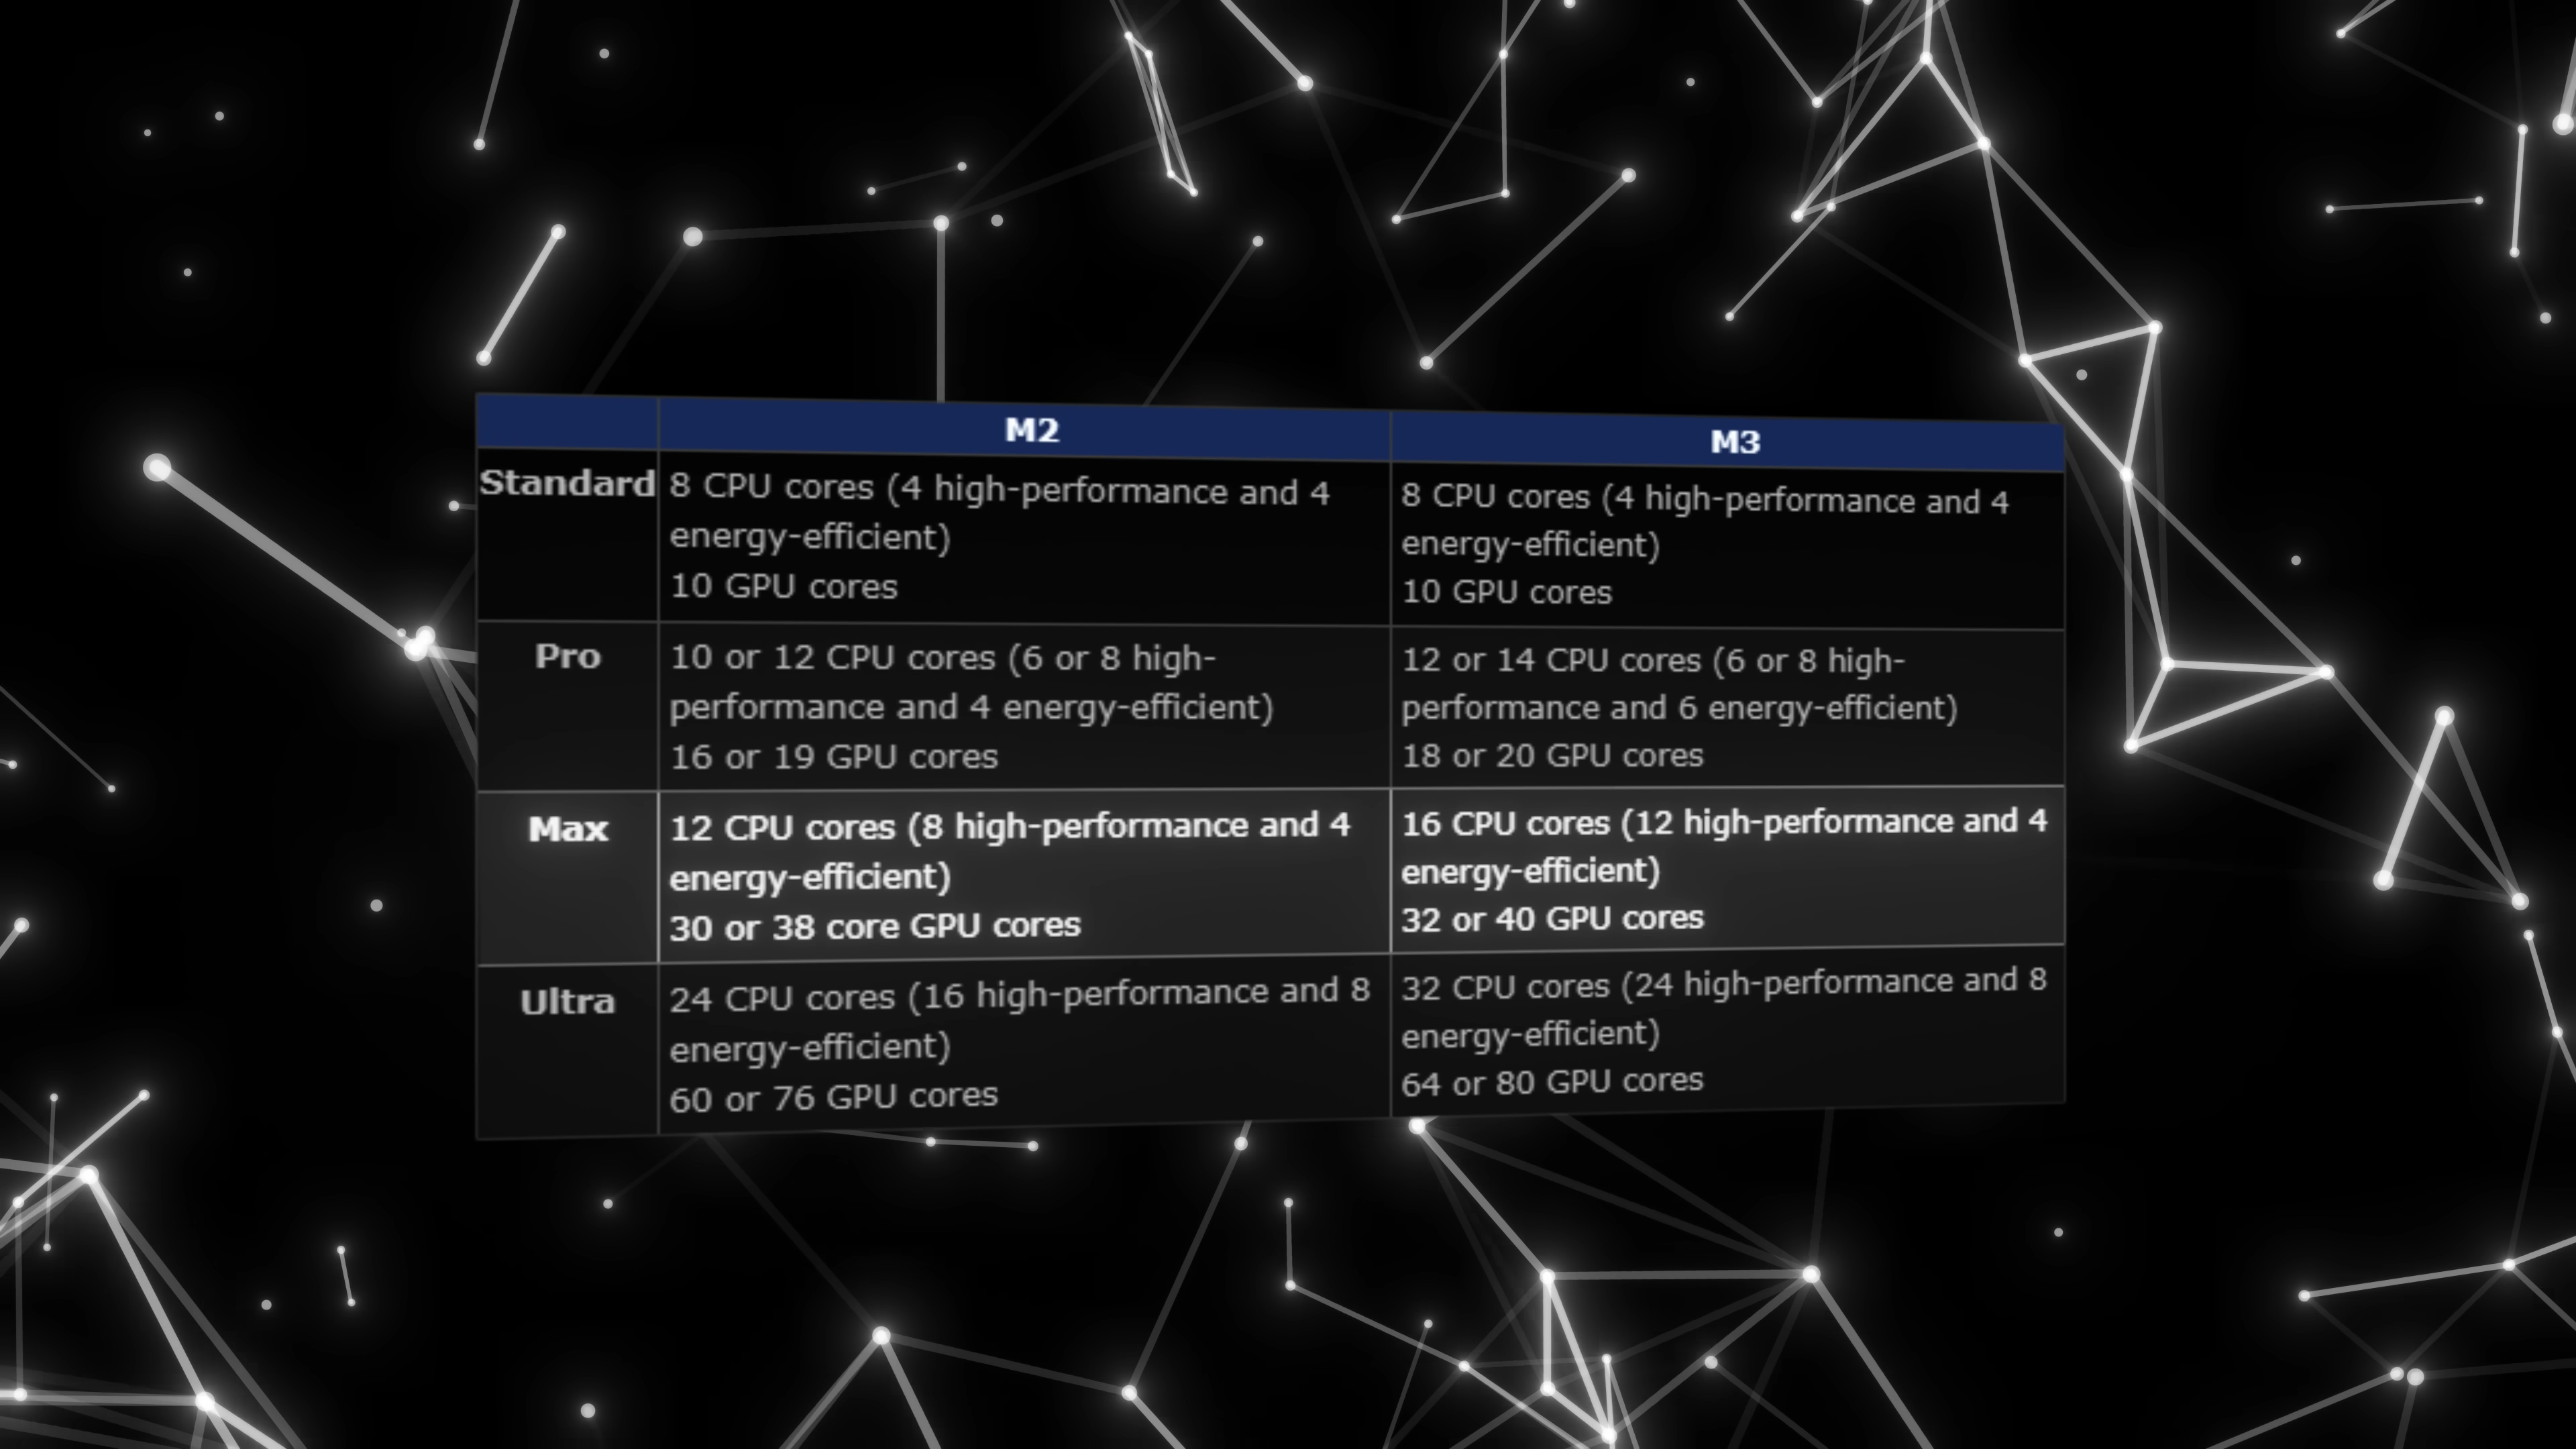 M2 M3
Standard
8 CPU cores (4 high-performance and 4
energy-efficient)
10 GPU cores
8 CPU cores (4 high-performance and 4
energy-efficient)
10 GPU cores
Pro
10 or 12 CPU cores (6 or 8 high-
performance and 4 energy-efficient)
16 or 19 GPU cores
12 or 14 CPU cores (6 or 8 high-
performance and 6 energy-efficient)
18 or 20 GPU cores
Max
12 CPU cores (8 high-performance and 4
energy-efficient)
30 or 38 core GPU cores
16 CPU cores (12 high-performance and 4
energy-efficient)
32 or 40 GPU cores
Ultra
24 CPU cores (16 high-performance and 8
energy-efficient)
60 or 76 GPU cores
32 CPU cores (24 high-performance and 8
energy-efficient)
64 or 80 GPU cores